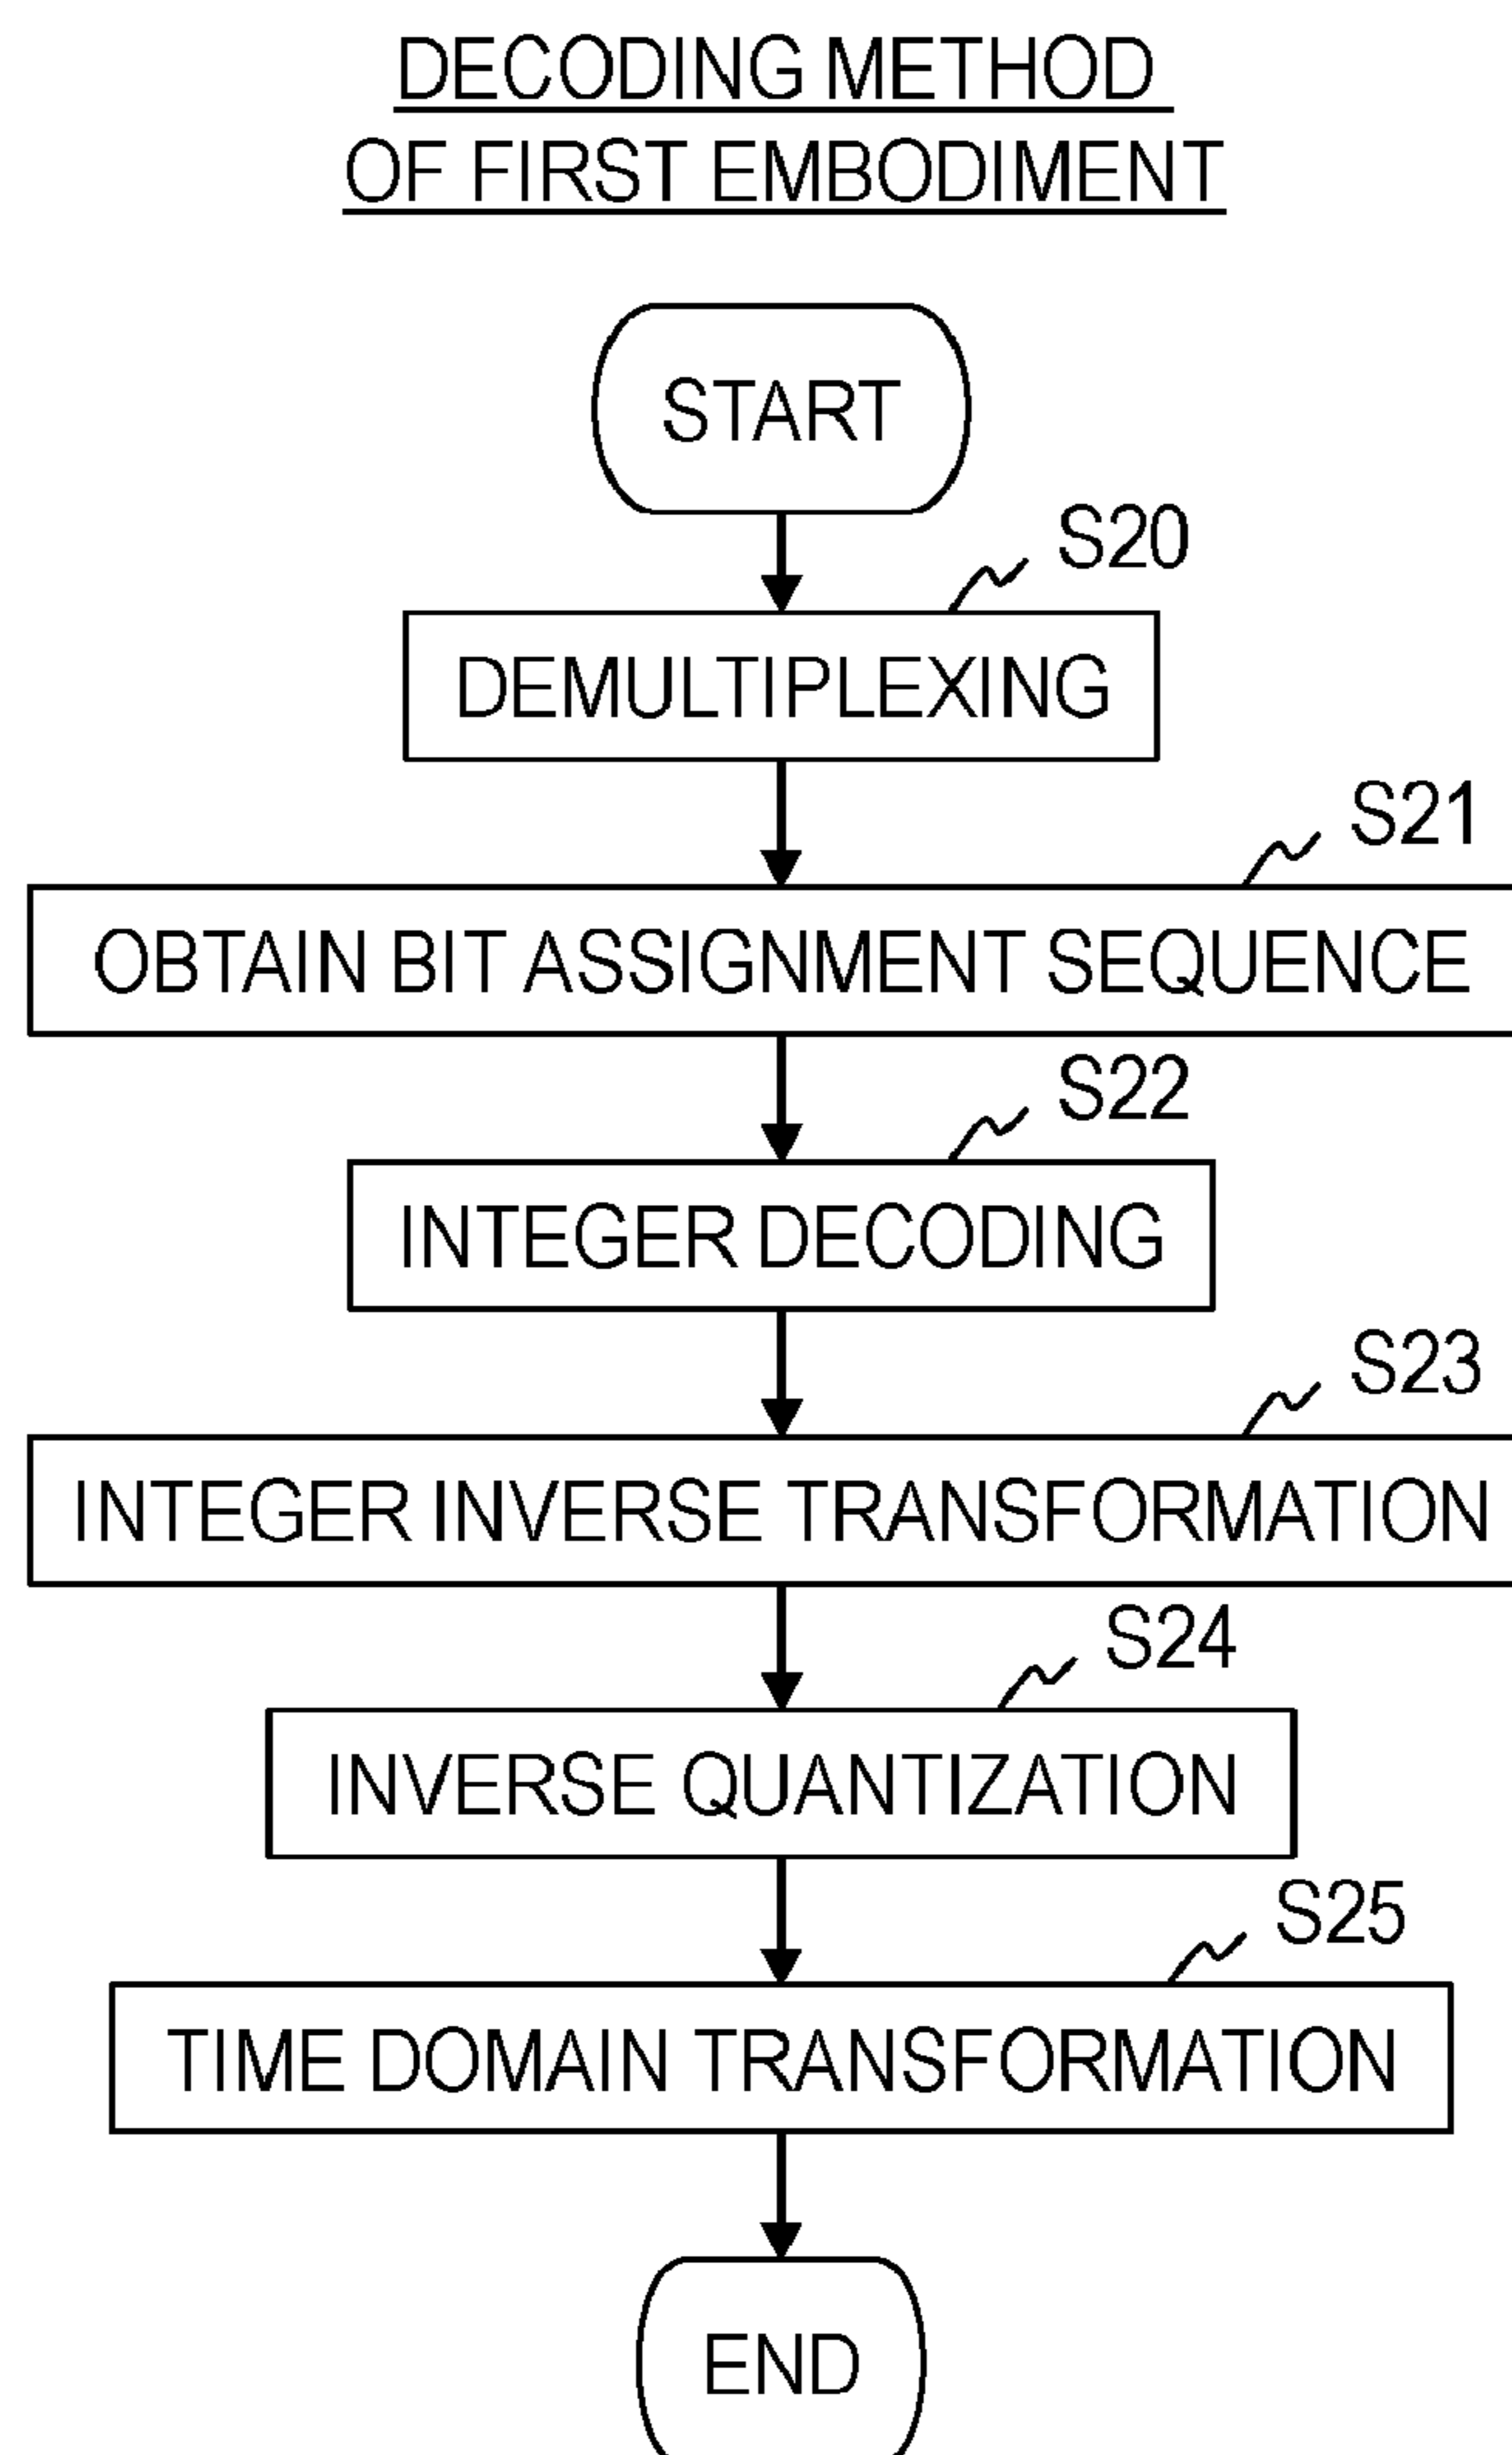 DECODING METHOD
OF FIRST EMBODIMENT
START
S20
DEMULTIPLEXING
S21
OBTAIN BIT ASSIGNMENT SEQUENCE
S22
INTEGER DECODING
S23
INTEGER INVERSE TRANSFORMATION
S24
INVERSE QUANTIZATION
S25
TIME DOMAIN TRANSFORMATION
END